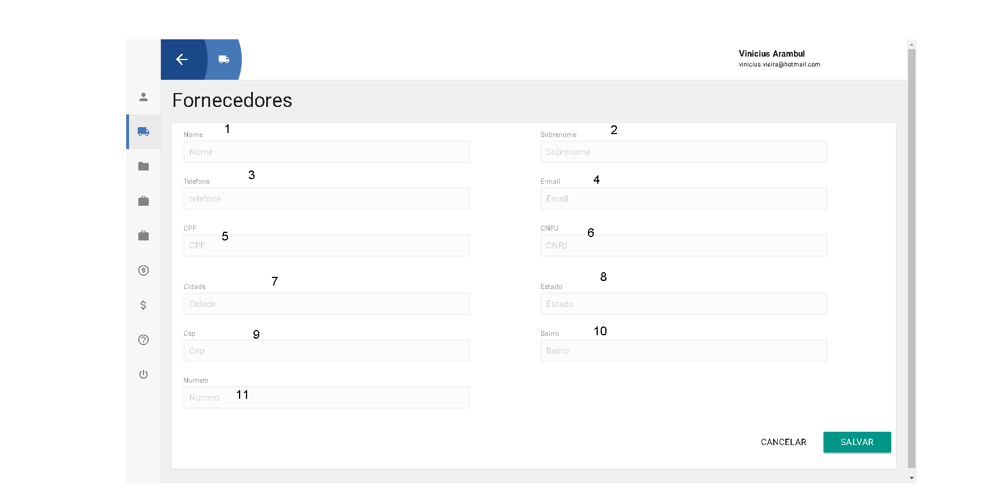 Vinicius Arambul
vinicius.vieira@hotmail.com
Fornecedores
1
Nome
Nome
2
Sobrenome
Sobrenome
3
Telefone
telefone
4
E-mail
Email
CPF
5
CPF
CNPJ
6
CNPJ
7
Cidade
Cidade
8
Estado
Estado
9
Cep
Cep
10
Bairro
Bairro
Numero
Numero 11
CANCELAR SALVAR